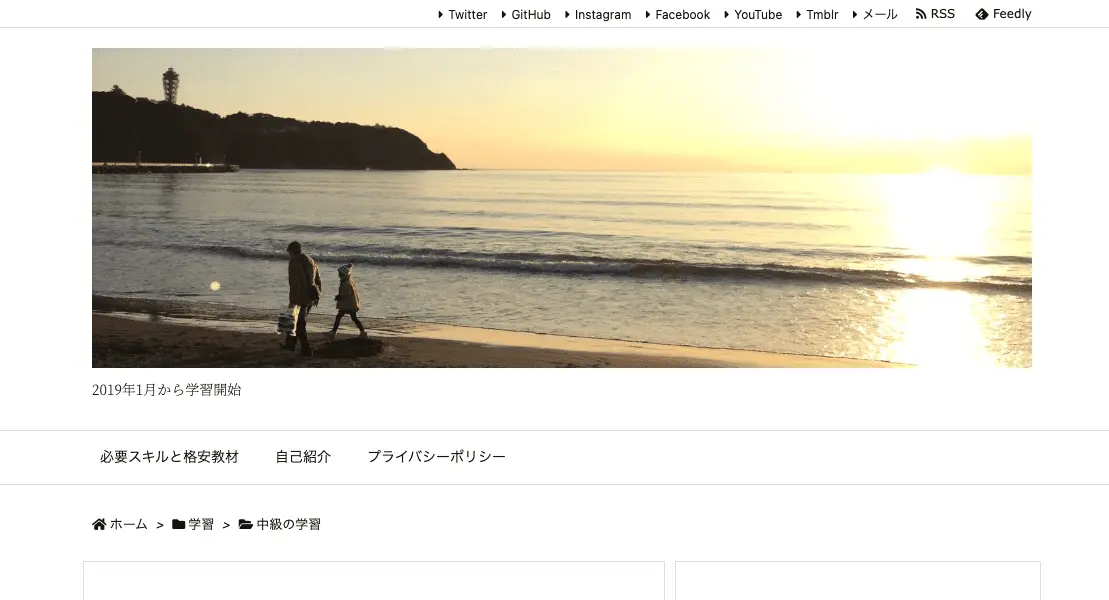 Twitter GitHub Instagram Facebook YouTube Tmblr メール RSS Feedly
2019年1月から学習開始
必要スキルと格安教材 自己紹介 プライバシーポリシー
ホーム > 学習 > 中級の学習